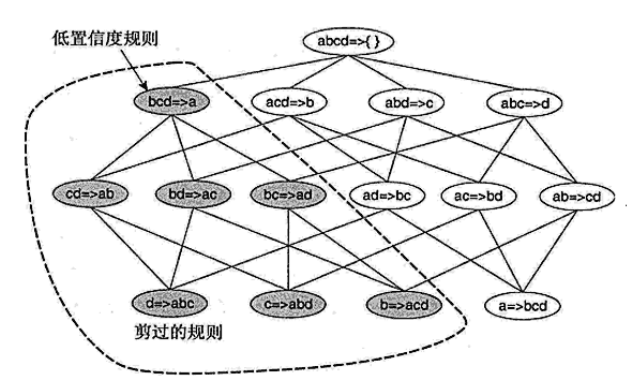 低置信度规则
abcd=>{ }
bcd=>a
acd=>b
abd=>c
abc=>d
cd=>ab
bd=>ac
bc=>ad
ad=>bc
ac=>bd
ab=>cd
d=>abc
c=>abd
b=>acd
a=>bcd
剪过的规则